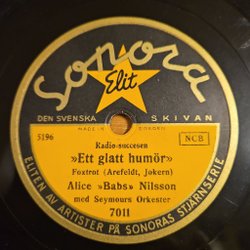 Sonora
Elit
DEN SVENSKA SKIVAN
MADE IN
5196
NCB
Radio-succesen
»Ett glatt humör»
Foxtrot (Arefeldt, Jokern)
Alice »Babs» Nilsson
med Seymours Orkester
7011
ELITEN AV ARTISTER PÅ SONORAS STJÄRNSERIE